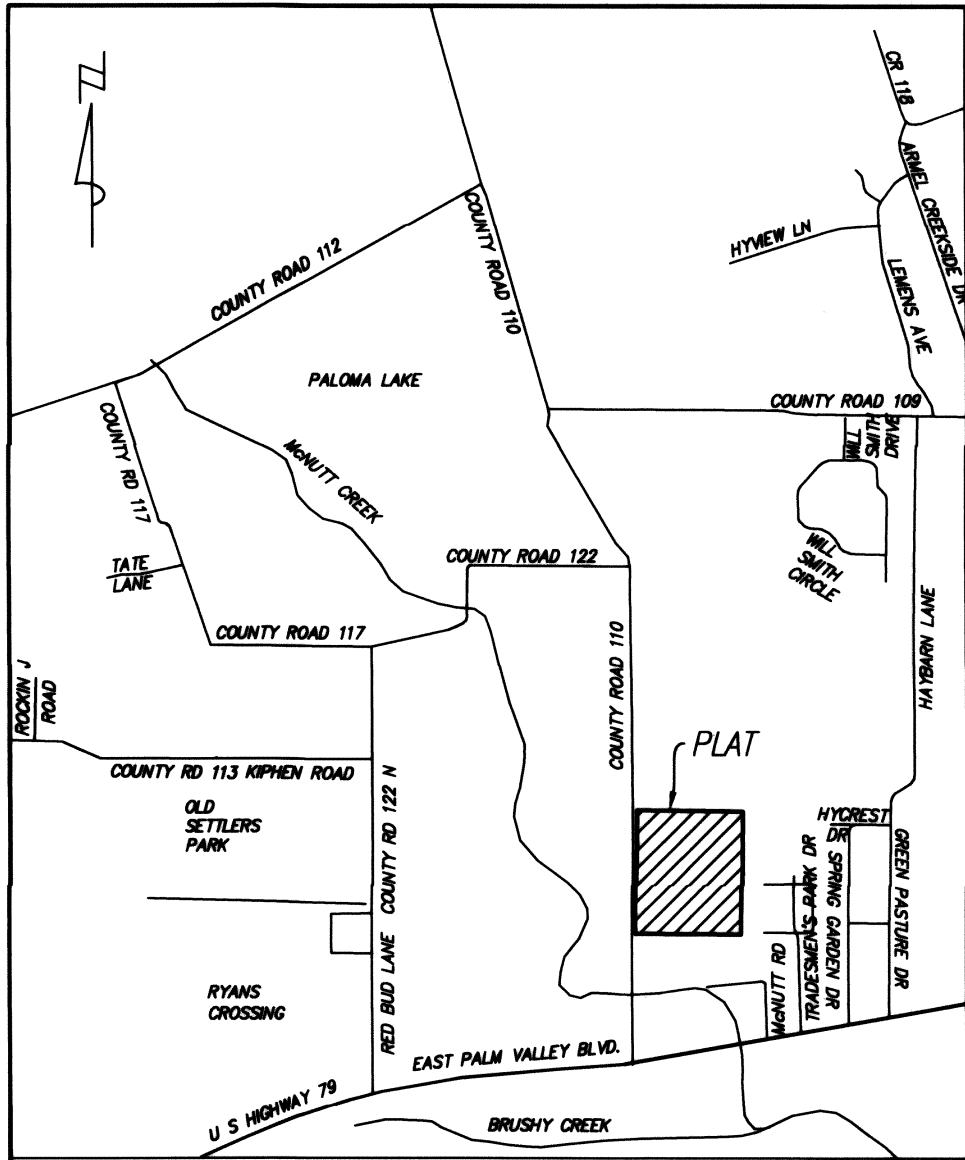 N
CR 118
ARMEL CREEKSIDE DR
HYVIEW LN
LEMENS AVE
COUNTY ROAD 112
COUNTY ROAD 110
PALOMA LAKE
COUNTY ROAD 109
WILL
SMITH
DRIVE
McNUTT CREEK
COUNTY RD 117
WILL
SMITH
CIRCLE
COUNTY ROAD 122
TATE
LANE
HAYBARN LANE
COUNTY ROAD 117
COUNTY ROAD 110
ROCKIN J
ROAD
PLAT
COUNTY RD 113 KIPHEN ROAD
OLD
SETTLERS
PARK
RED BUD LANE COUNTY RD 122 N
HYCREST
DR
GREEN PASTURE DR
SPRING GARDEN DR
TRADESMEN'S PARK DR
McNUTT RD
RYANS
CROSSING
EAST PALM VALLEY BLVD.
U S HIGHWAY 79
BRUSHY CREEK